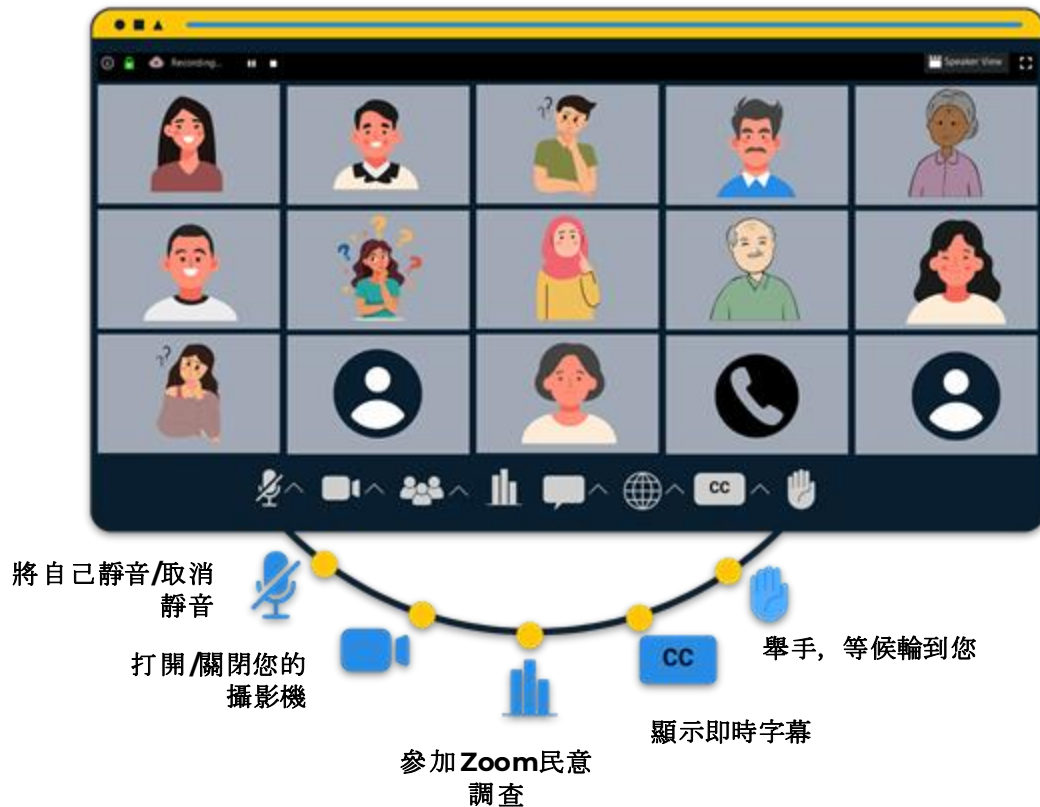 Recording...
Speaker View
??
??
CC
將自己靜音/取消
靜音
打開/關閉您的
攝影機
參加Zoom民意
調查
CC
顯示即時字幕
舉手，等候輪到您